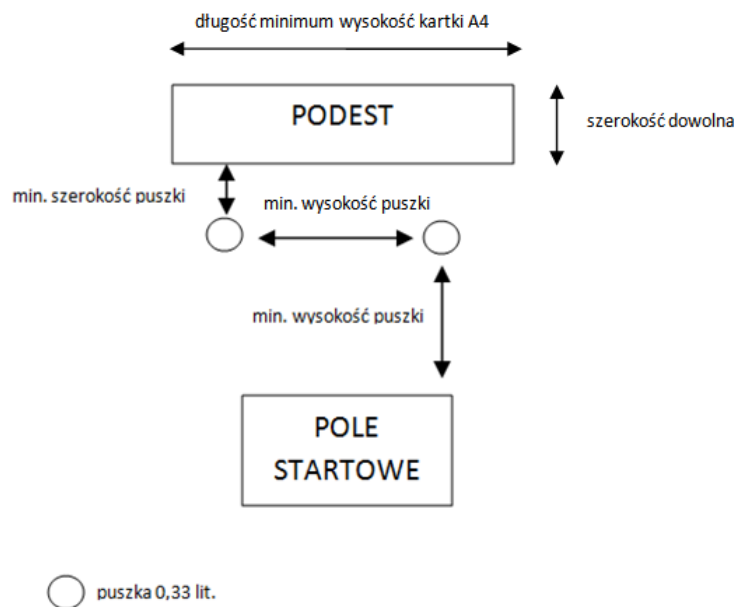 długość minimum wysokość kartki A4
PODEST
szerokość dowolna
min. szerokość puszki
min. wysokość puszki
min. wysokość puszki
POLE
STARTOWE
puszka 0,33 lit.